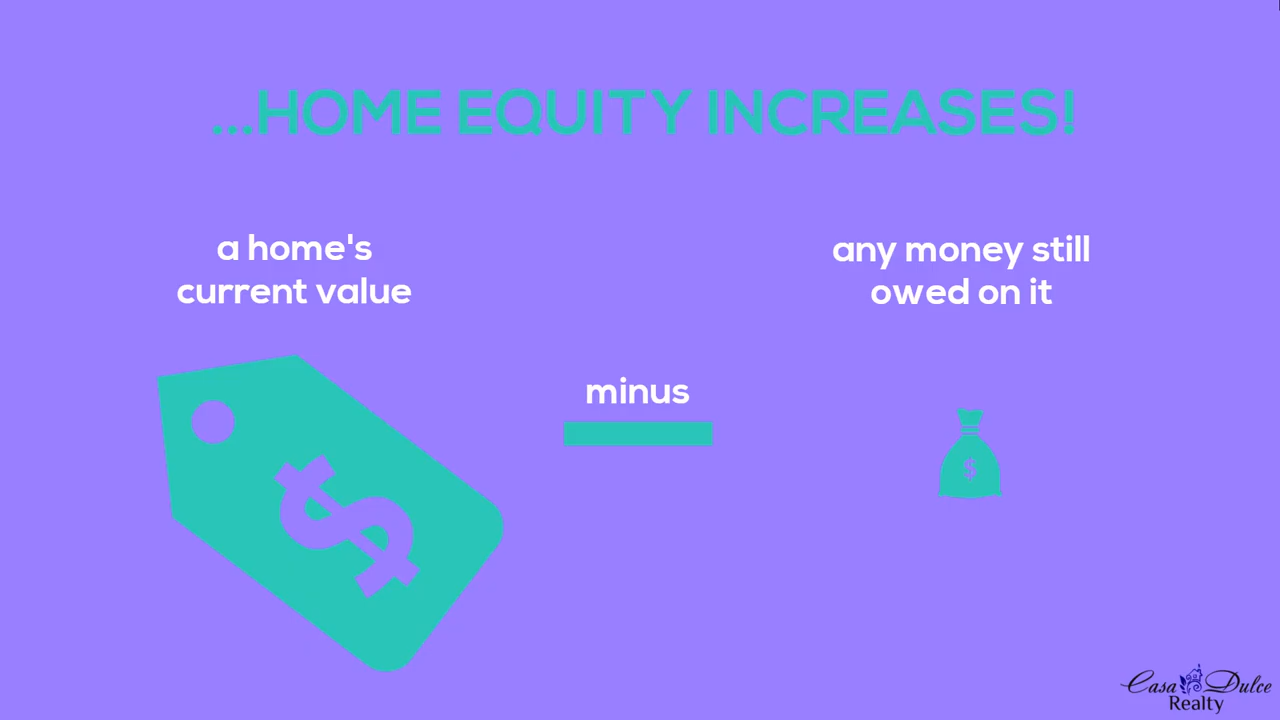 ...HOME EQUITY INCREASES!
a home's
current value
any money still
owed on it
minus
$
$
Casa Dulce
Realty